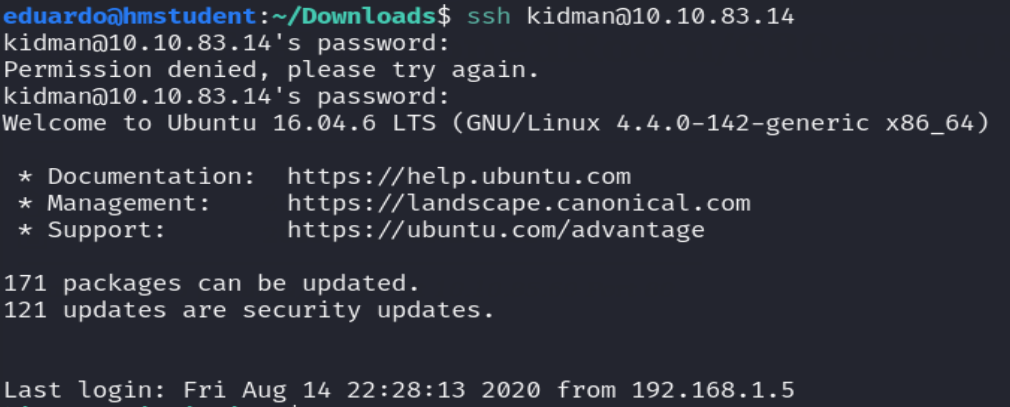 eduardo@hmstudent:~/Downloads$ ssh kidman@10.10.83.14
kidman@10.10.83.14's password:
Permission denied, please try again.
kidman@10.10.83.14's password:
Welcome to Ubuntu 16.04.6 LTS (GNU/Linux 4.4.0-142-generic x86_64)
* Documentation:  https://help.ubuntu.com
* Management:     https://landscape.canonical.com
* Support:        https://ubuntu.com/advantage
171 packages can be updated.
121 updates are security updates.
Last login: Fri Aug 14 22:28:13 2020 from 192.168.1.5